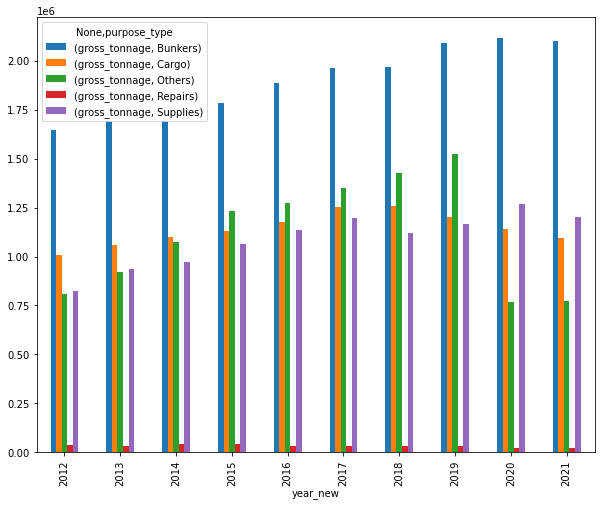 1e6
None,purpose_type
(gross_tonnage, Bunkers)
(gross_tonnage, Cargo)
(gross_tonnage, Others)
(gross_tonnage, Repairs)
(gross_tonnage, Supplies)
2.00
1.75
1.50
1.25
1.00
0.75
0.50
0.25
0.00
2012
2013
2014
2015
2016
2017
2018
2019
2020
2021
year_new